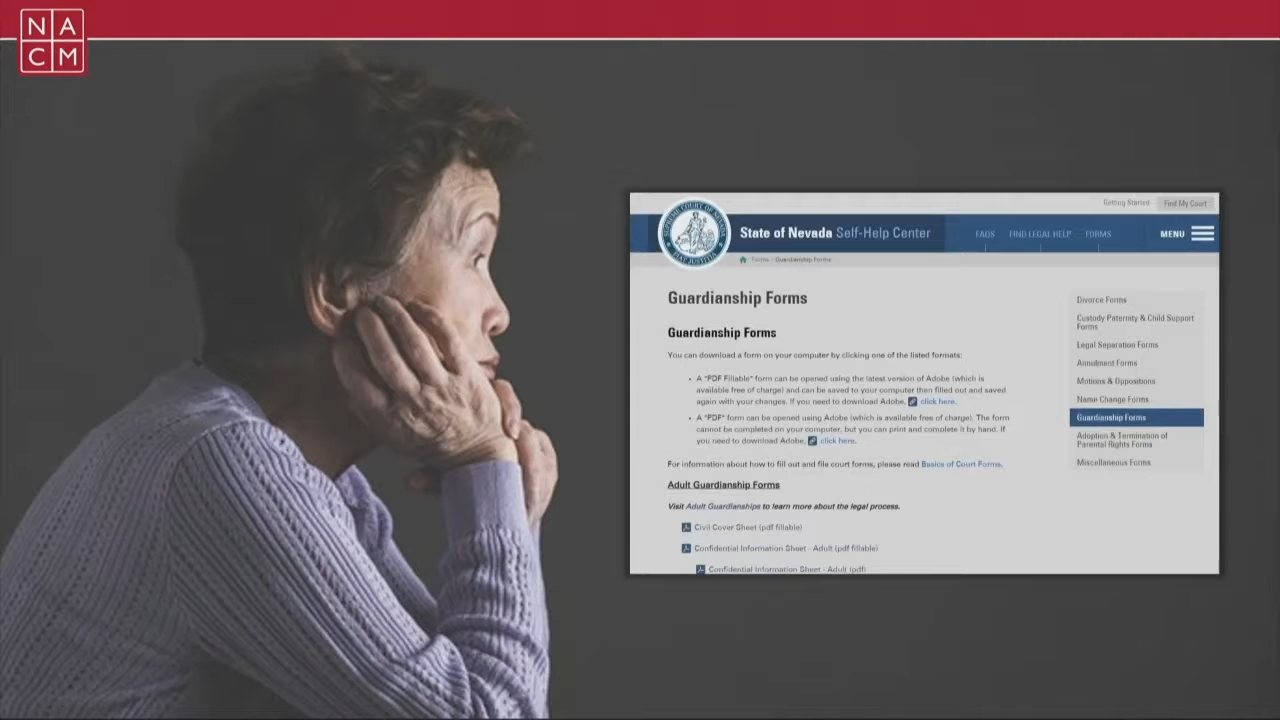 NA
CM
Getting Started Find My Court
State of Nevada Self-Help Center
FAQS FIND LEGAL HELP FORMS MENU
Forms Guardianship Forms
Guardianship Forms
Guardianship Forms
You can download a form on your computer by clicking one of the listed formats:
• A "PDF Fillable" form can be opened using the latest version of Adobe (which is
available free of charge) and can be saved to your computer then filled out and saved
again with your changes. If you need to download Adobe, click here.
• A "PDF" form can be opened using Adobe (which is available free of charge). The form
cannot be completed on your computer, but you can print and complete it by hand. If
you need to download Adobe, click here.
For information about how to fill out and file court forms, please read Basics of Court Forms.
Adult Guardianship Forms
Visit Adult Guardianships to learn more about the legal process.
Civil Cover Sheet (pdf fillable)
Confidential Information Sheet - Adult (pdf fillable)
Confidential Information Sheet - Adult (pdf)
Divorce Forms
Custody Paternity & Child Support
Forms
Legal Separation Forms
Annulment Forms
Motions & Oppositions
Name Change Forms
Guardianship Forms
Adoption & Termination of
Parental Rights Forms
Miscellaneous Forms